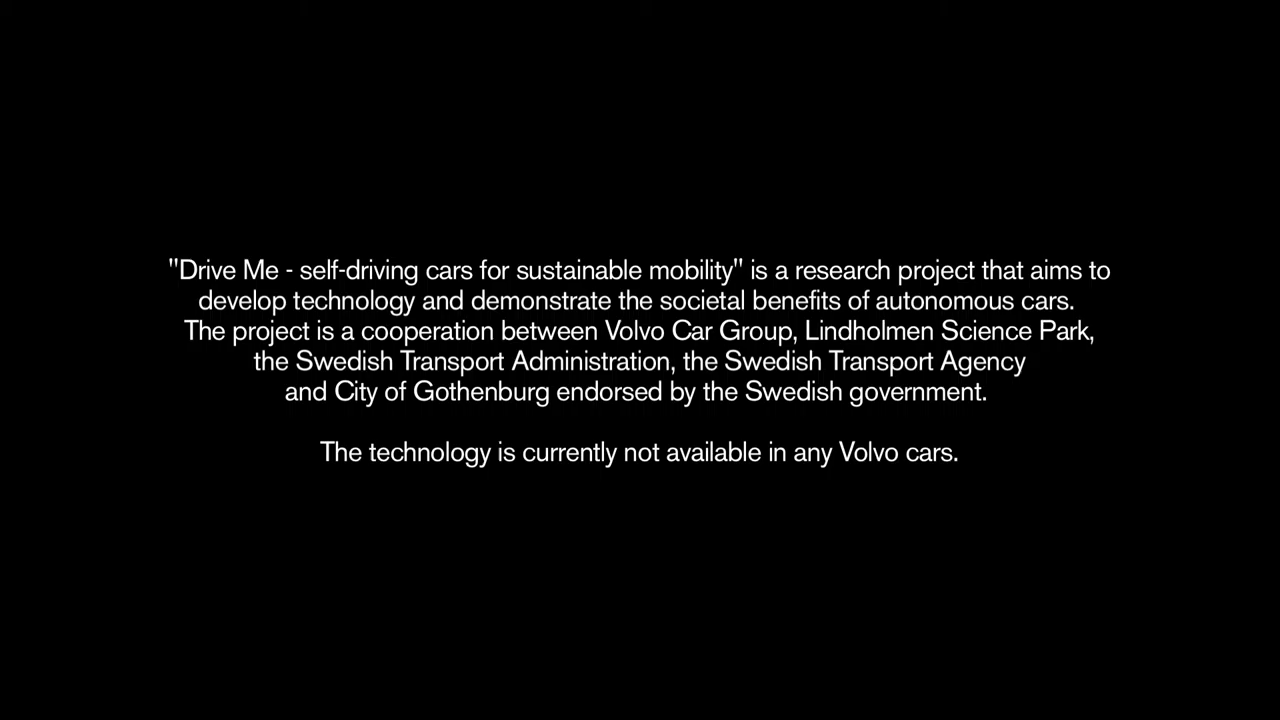 "Drive Me - self-driving cars for sustainable mobility" is a research project that aims to
develop technology and demonstrate the societal benefits of autonomous cars.
The project is a cooperation between Volvo Car Group, Lindholmen Science Park,
the Swedish Transport Administration, the Swedish Transport Agency
and City of Gothenburg endorsed by the Swedish government.
The technology is currently not available in any Volvo cars.